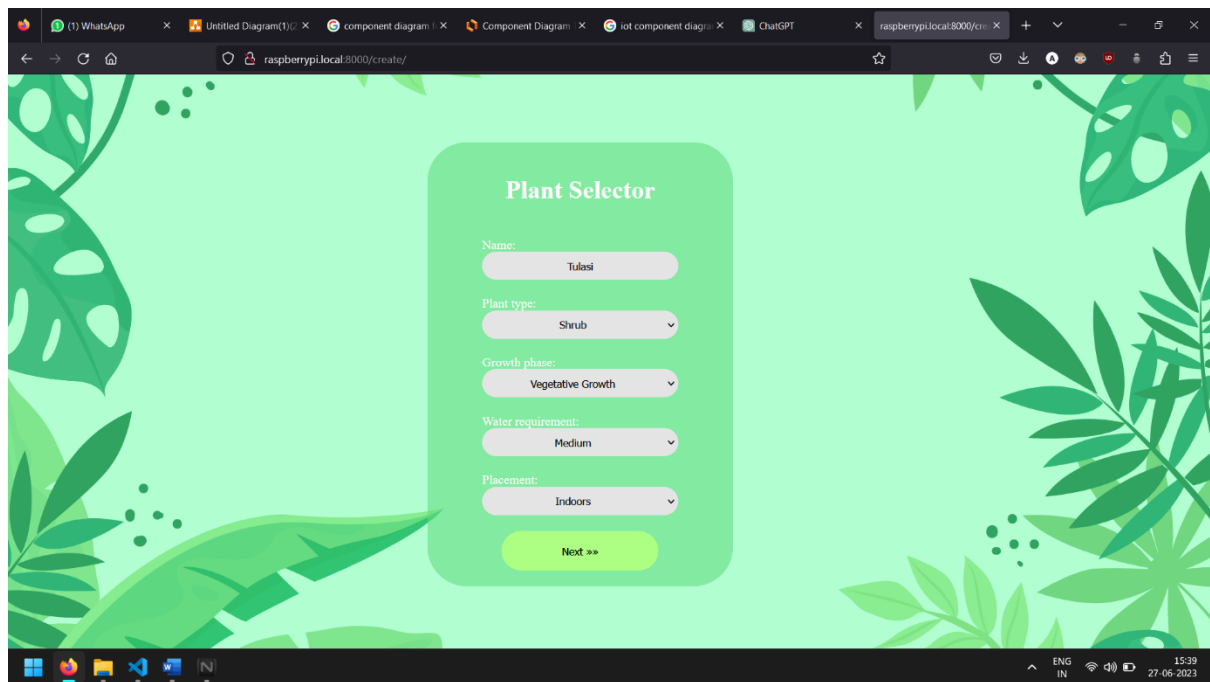 (1) WhatsApp
Untitled Diagram(1)(2
component diagram f
Component Diagram
iot component diagra
ChatGPT
raspberrypi.local:8000/cre
raspberrypi.local:8000/create/
Plant Selector
Name:
Tulasi
Plant type:
Shrub
Growth phase:
Vegetative Growth
Water requirement:
Medium
Placement:
Indoors
Next »»
ENG
IN
15:39
27-06-2023